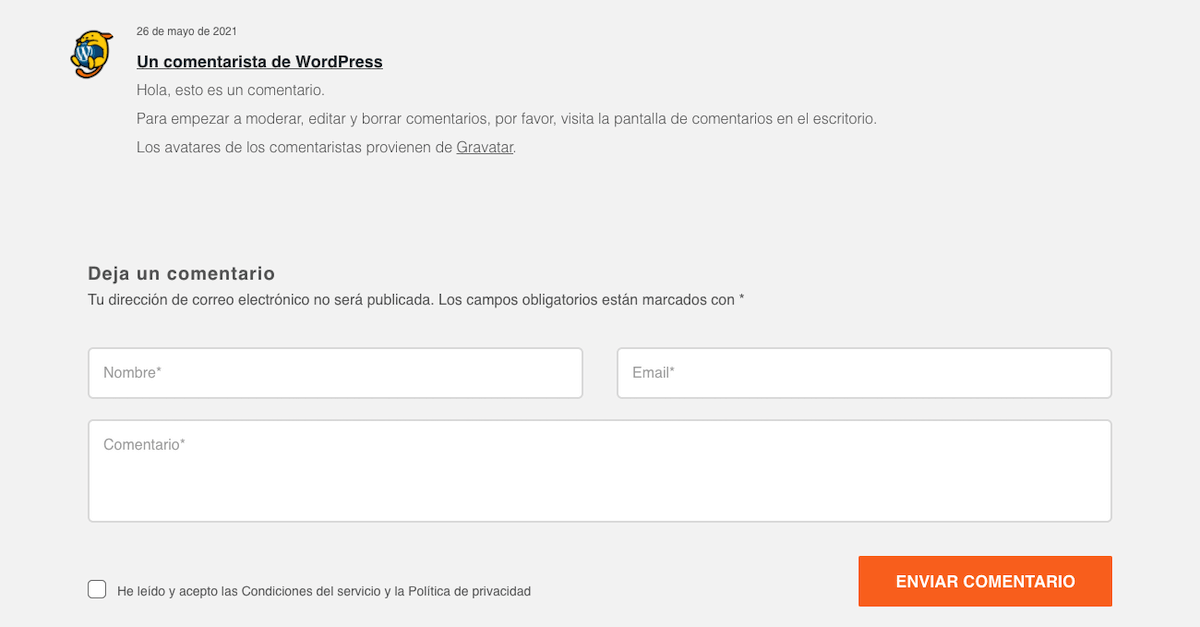 26 de mayo de 2021
Un comentarista de WordPress
Hola, esto es un comentario.
Para empezar a moderar, editar y borrar comentarios, por favor, visita la pantalla de comentarios en el escritorio.
Los avatares de los comentaristas provienen de Gravatar.
Deja un comentario
Tu dirección de correo electrónico no será publicada. Los campos obligatorios están marcados con *
Nombre*
Email*
Comentario*
He leído y acepto las Condiciones del servicio y la Política de privacidad
ENVIAR COMENTARIO